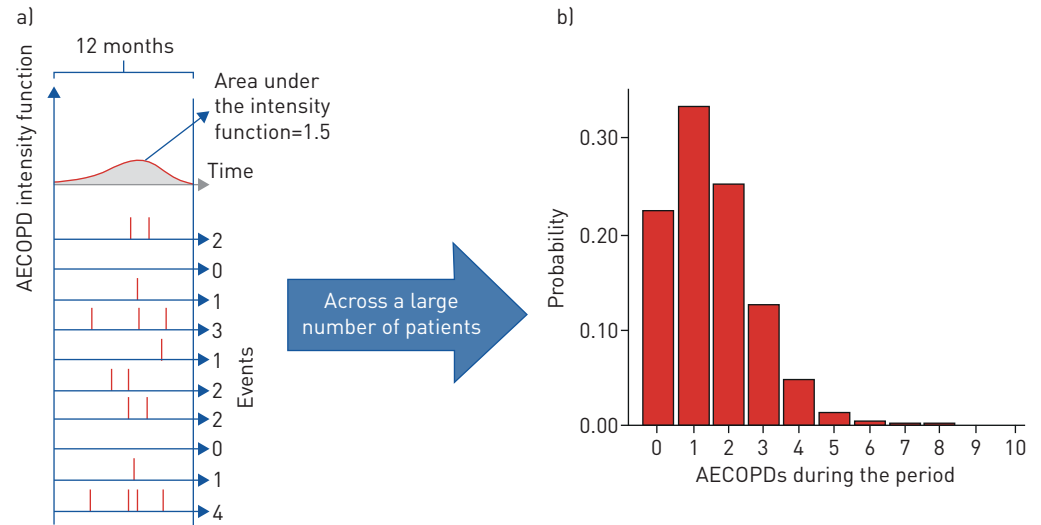 a)
AECOPD intensity function
12 months
Area under
the intensity
function=1.5
Time
2
0
1
3
1
2
2
0
1
4
Events
Across a large
number of patients
b)
Probability
0.30
0.20
0.10
0.00
0 1 2 3 4 5 6 7 8 9 10
AECOPDs during the period